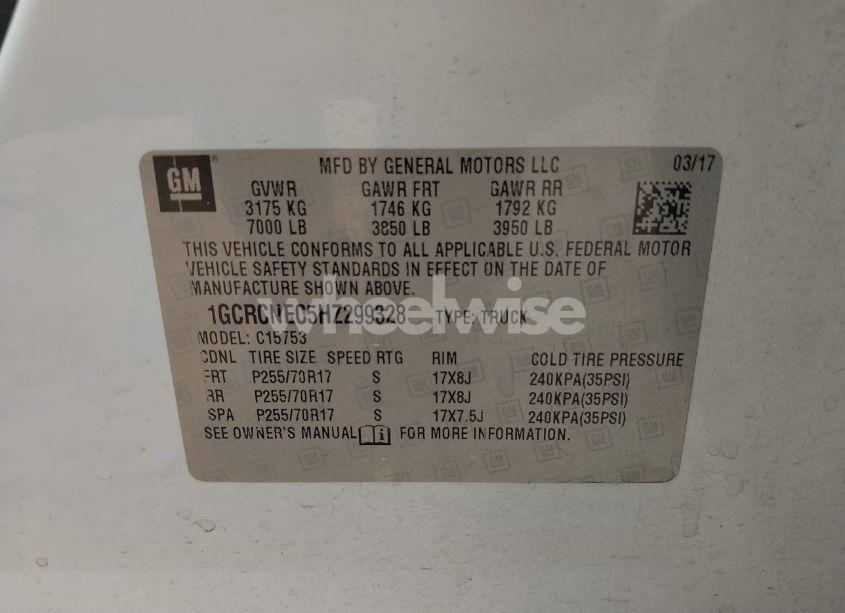 GM
MFD BY GENERAL MOTORS LLC 03/17
GVWR GAWR FRT GAWR RR
3175 KG 1746 KG 1792 KG
7000 LB 3850 LB 3950 LB
THIS VEHICLE CONFORMS TO ALL APPLICABLE U.S. FEDERAL MOTOR
VEHICLE SAFETY STANDARDS IN EFFECT ON THE DATE OF
MANUFACTURE SHOWN ABOVE.
wheelwise
1GCRCNEC5HZ299328 TYPE: TRUCK
MODEL: C15753
CDNL TIRE SIZE SPEED RTG RIM COLD TIRE PRESSURE
FRT P255/70R17 S 17X8J 240KPA(35PSI)
RR P255/70R17 S 17X8J 240KPA(35PSI)
SPA P255/70R17 S 17X7.5J 240KPA(35PSI)
SEE OWNER'S MANUAL FOR MORE INFORMATION.